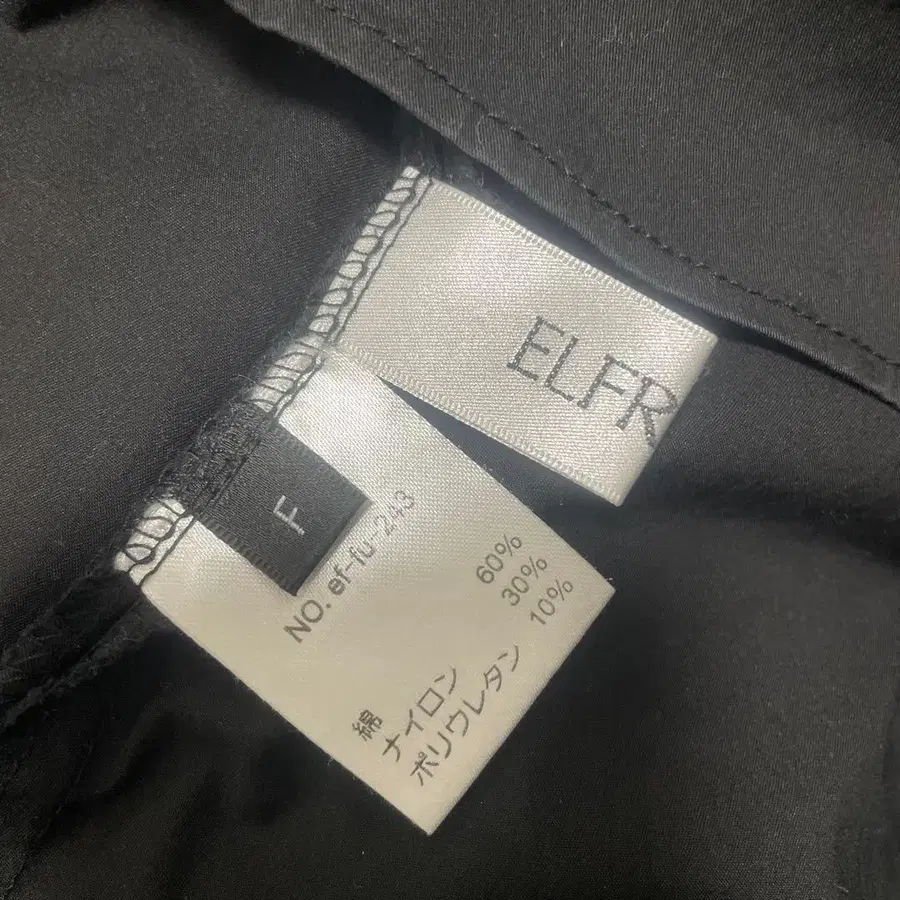 ELFR
F
NO. ef-fu-243
綿 60%
ナイロン 30%
ポリウレタン 10%